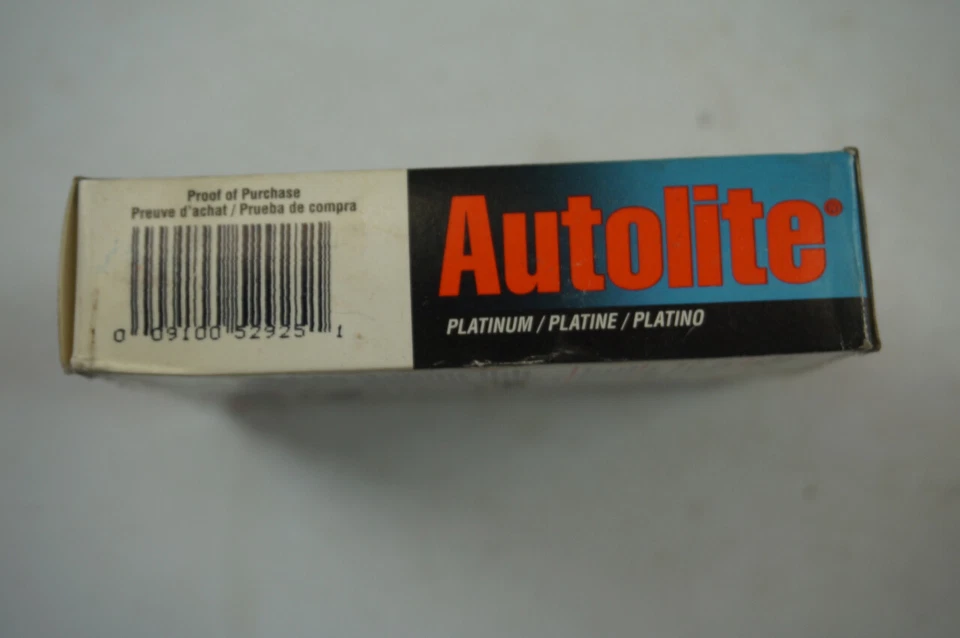 Proof of Purchase
Preuve d'achat / Prueba de compra
0 09100 52925 1
Autolite®
PLATINUM / PLATINE / PLATINO